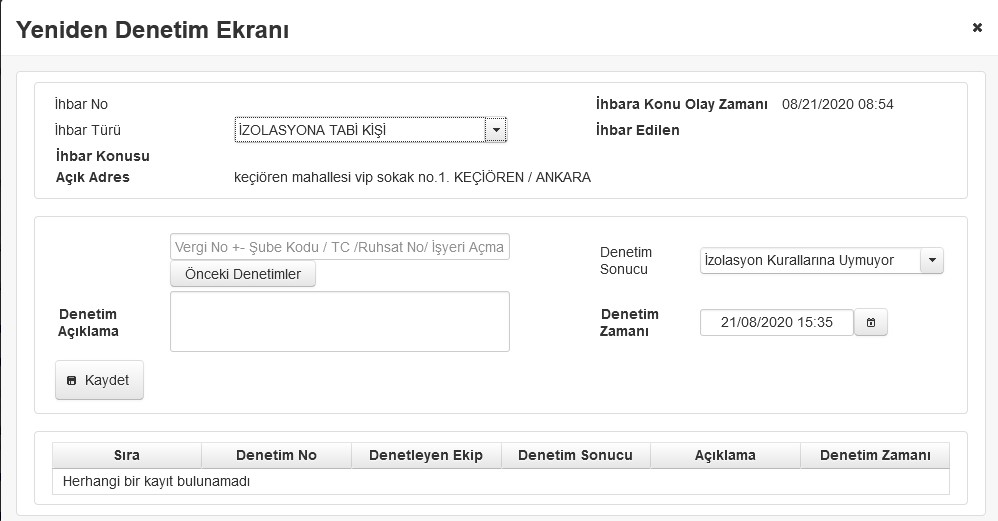 Yeniden Denetim Ekranı
İhbar No
İhbara Konu Olay Zamanı 08/21/2020 08:54
İhbar Türü İZOLASYONA TABİ KİŞİ
İhbar Edilen
İhbar Konusu
Açık Adres keçiören mahallesi vip sokak no.1. KEÇİÖREN / ANKARA
Vergi No +- Şube Kodu / TC /Ruhsat No/ İşyeri Açma
Önceki Denetimler
Denetim
Sonucu
İzolasyon Kurallarına Uymuyor
Denetim
Açıklama
Denetim
Zamanı
21/08/2020 15:35
Kaydet
Sıra Denetim No Denetleyen Ekip Denetim Sonucu Açıklama Denetim Zamanı
Herhangi bir kayıt bulunamadı